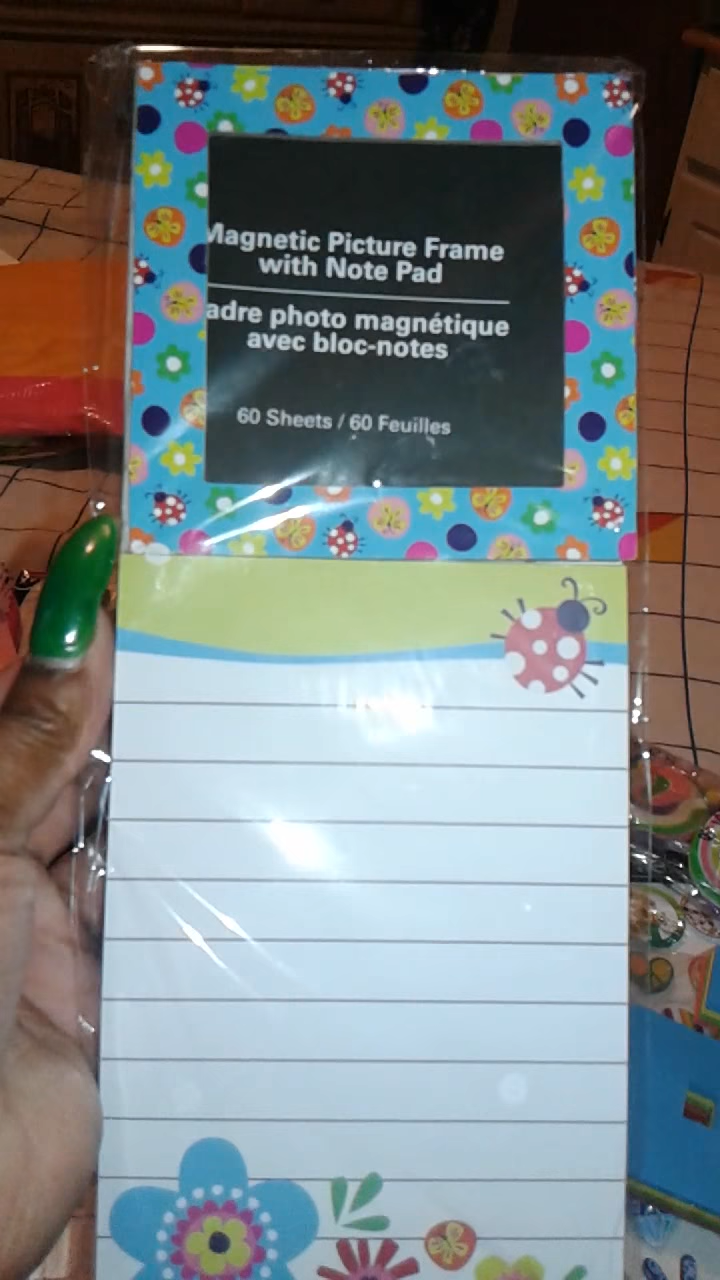 Magnetic Picture Frame
with Note Pad
adre photo magnétique
avec bloc-notes
60 Sheets / 60 Feuilles